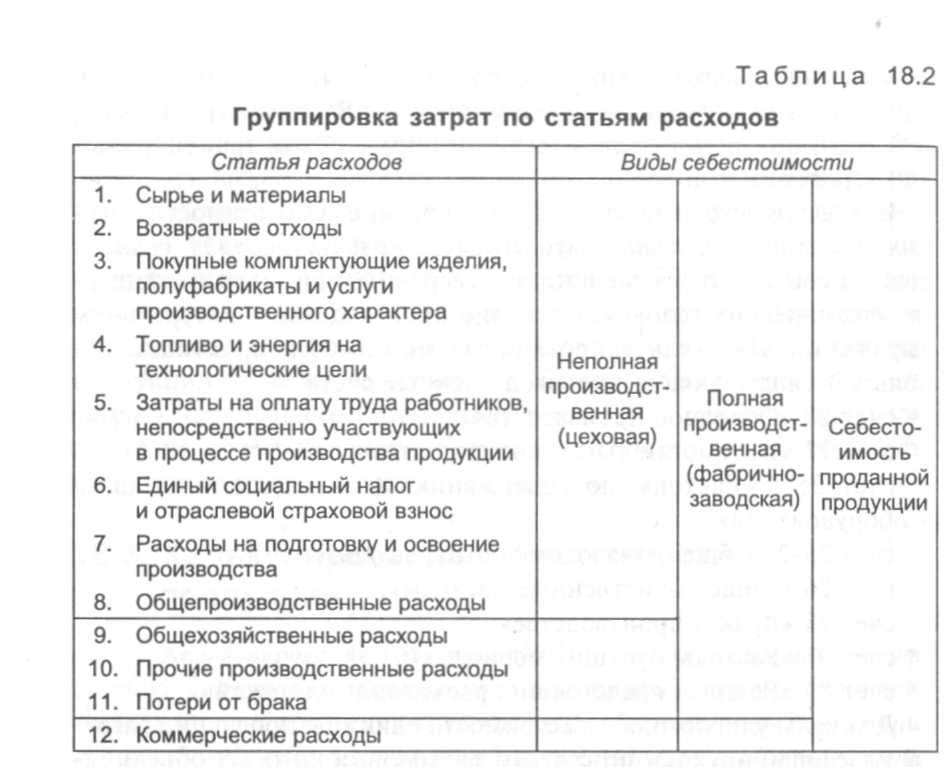 Таблица 18.2
Группировка затрат по статьям расходов
Статья расходов
Виды себестоимости
1. Сырье и материалы
2. Возвратные отходы
3. Покупные комплектующие изделия,
полуфабрикаты и услуги
производственного характера
4. Топливо и энергия на
технологические цели
5. Затраты на оплату труда работников,
непосредственно участвующих
в процессе производства продукции
6. Единый социальный налог
и отраслевой страховой взнос
7. Расходы на подготовку и освоение
производства
8. Общепроизводственные расходы
9. Общехозяйственные расходы
10. Прочие производственные расходы
11. Потери от брака
12. Коммерческие расходы
Неполная
производст-
венная
(цеховая)
Полная
производст-
венная
(фабрично-
заводская)
Себесто-
имость
проданной
продукции